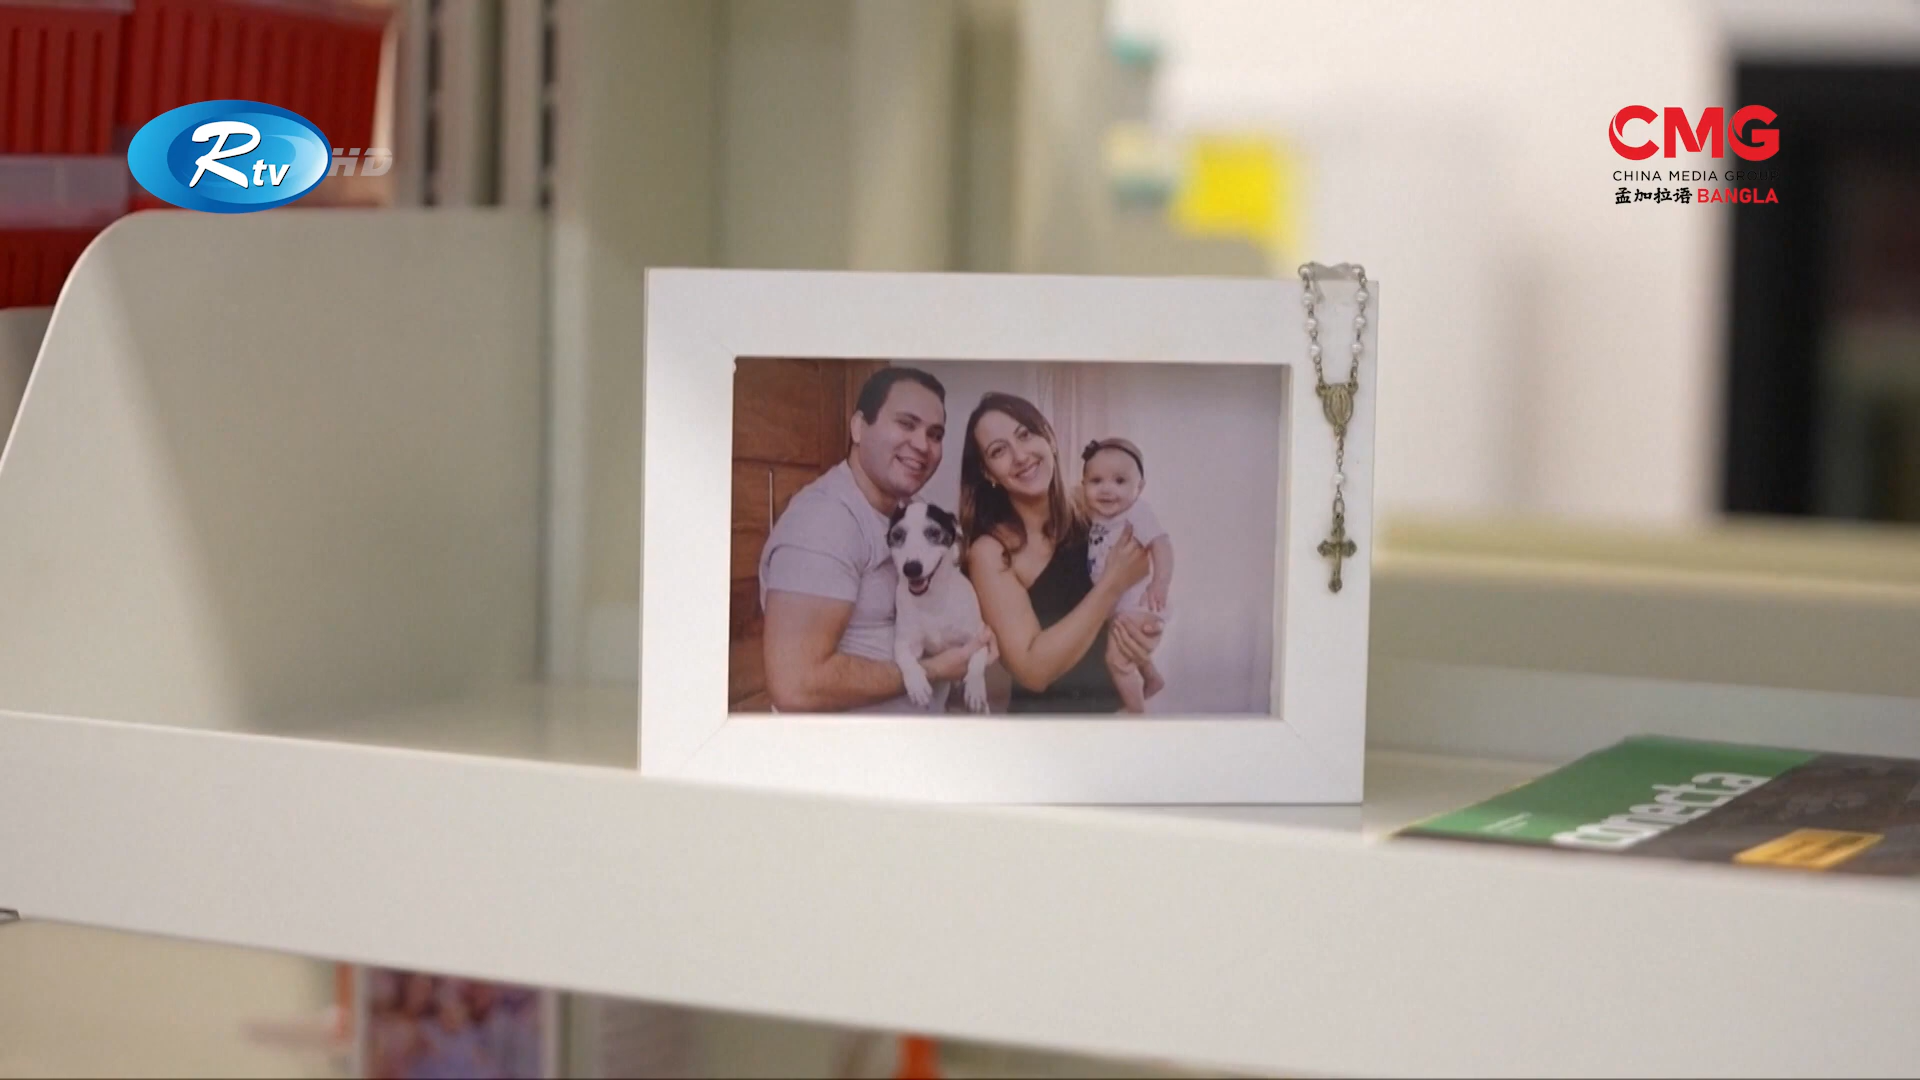 Rtv HD
CMG
CHINA MEDIA GROUP
孟加拉语 BANGLA
conecta